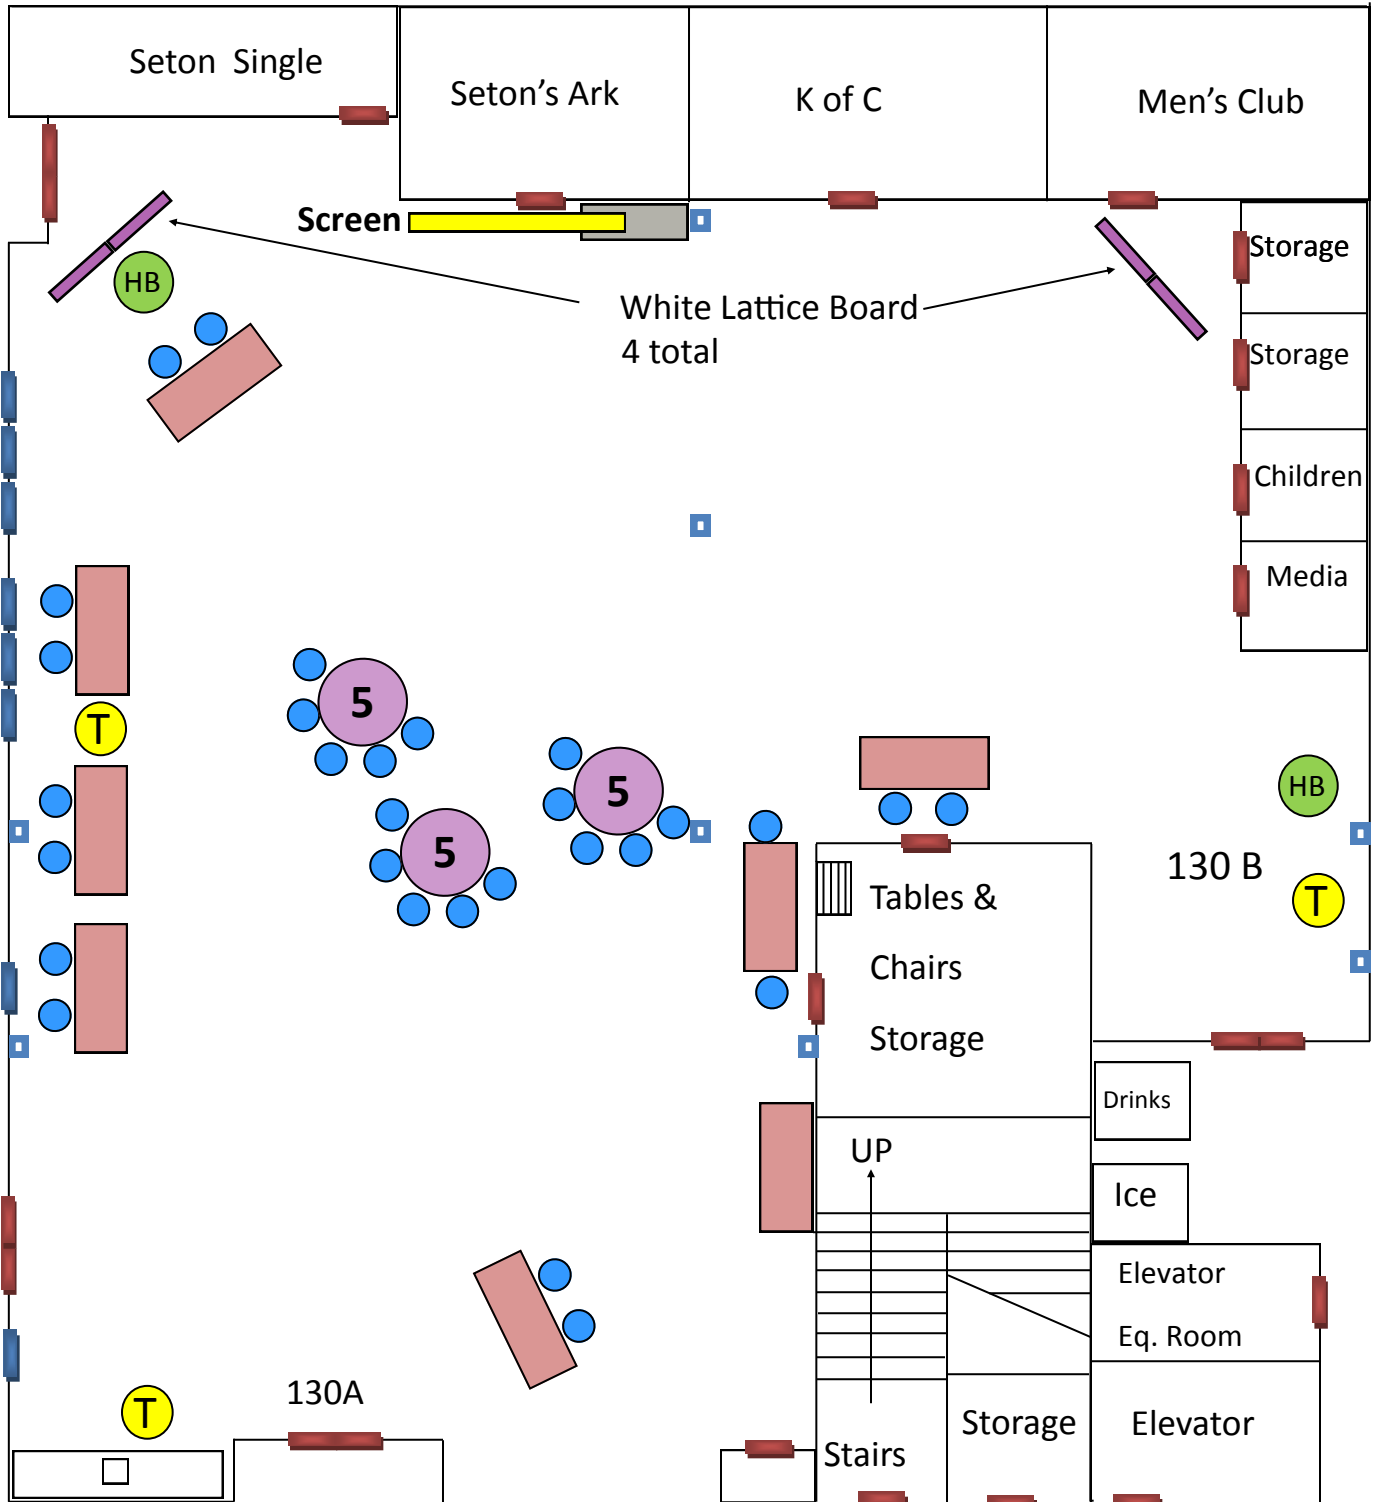 Seton  Single
Seton's Ark
K of C
Men's Club
Screen
Storage
HB
White Lattice Board
4 total
Storage
Children
Media
5
T
5
5
HB
130 B
T
Tables &
Chairs
Storage
Drinks
UP
Ice
Elevator
Eq. Room
130A
T
Stairs
Storage
Elevator